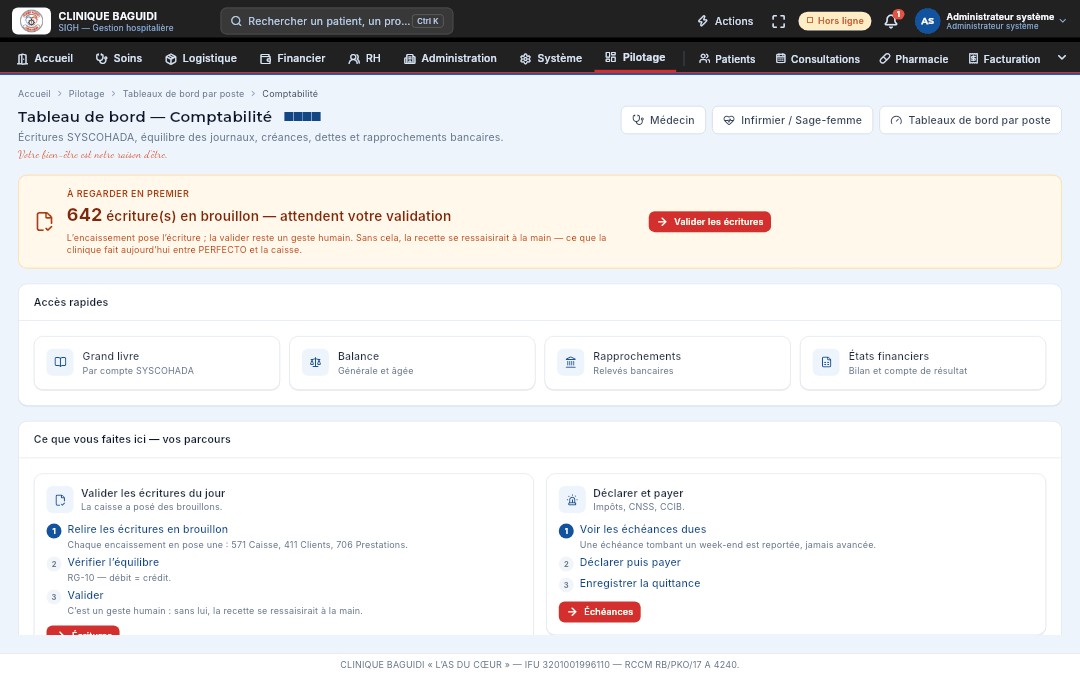 CLINIQUE BAGUIDI
SIGH — Gestion hospitalière
Rechercher un patient, un pro... Ctrl K
Actions
Hors ligne
1
AS
Administrateur système
Administrateur système
Accueil Soins Logistique Financier RH Administration Système Pilotage Patients Consultations Pharmacie Facturation
Accueil > Pilotage > Tableaux de bord par poste > Comptabilité
Tableau de bord — Comptabilité
Écritures SYSCOHADA, équilibre des journaux, créances, dettes et rapprochements bancaires.
Votre bien-être est notre raison d'être.
Médecin Infirmier / Sage-femme Tableaux de bord par poste
À REGARDER EN PREMIER
642 écriture(s) en brouillon — attendent votre validation
L'encaissement pose l'écriture ; la valider reste un geste humain. Sans cela, la recette se ressaisirait à la main — ce que la
clinique fait aujourd'hui entre PERFECTO et la caisse.
Valider les écritures
Accès rapides
Grand livre
Par compte SYSCOHADA
Balance
Générale et âgée
Rapprochements
Relevés bancaires
États financiers
Bilan et compte de résultat
Ce que vous faites ici — vos parcours
Valider les écritures du jour
La caisse a posé des brouillons.
1 Relire les écritures en brouillon
Chaque encaissement en pose une : 571 Caisse, 411 Clients, 706 Prestations.
2 Vérifier l'équilibre
RG-10 — débit = crédit.
3 Valider
C'est un geste humain : sans lui, la recette se ressaisirait à la main.
Écritures
Déclarer et payer
Impôts, CNSS, CCIB.
1 Voir les échéances dues
Une échéance tombant un week-end est reportée, jamais avancée.
2 Déclarer puis payer
3 Enregistrer la quittance
Échéances
CLINIQUE BAGUIDI « L'AS DU CŒUR » — IFU 3201001996110 — RCCM RB/PKO/17 A 4240.